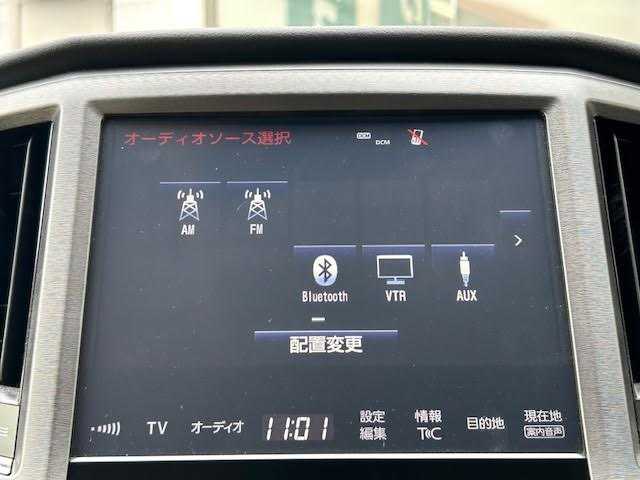 オーディオソース選択
DCM
DCM
AM
FM
Bluetooth
VTR
AUX
配置変更
TV
オーディオ
11:01
設定
編集
情報
T C
目的地
現在地
案内音声